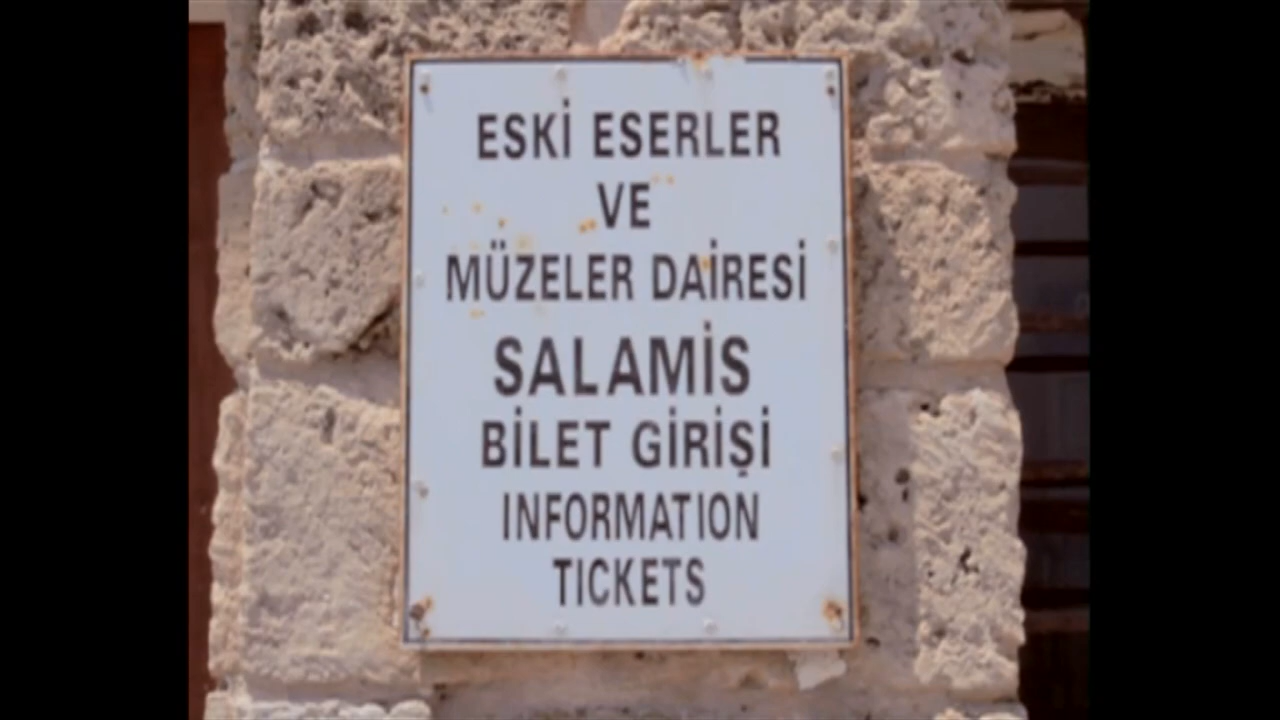 ESKİ ESERLER
VE
MÜZELER DAİRESİ
SALAMİS
BİLET GİRİŞİ
INFORMATION
TICKETS